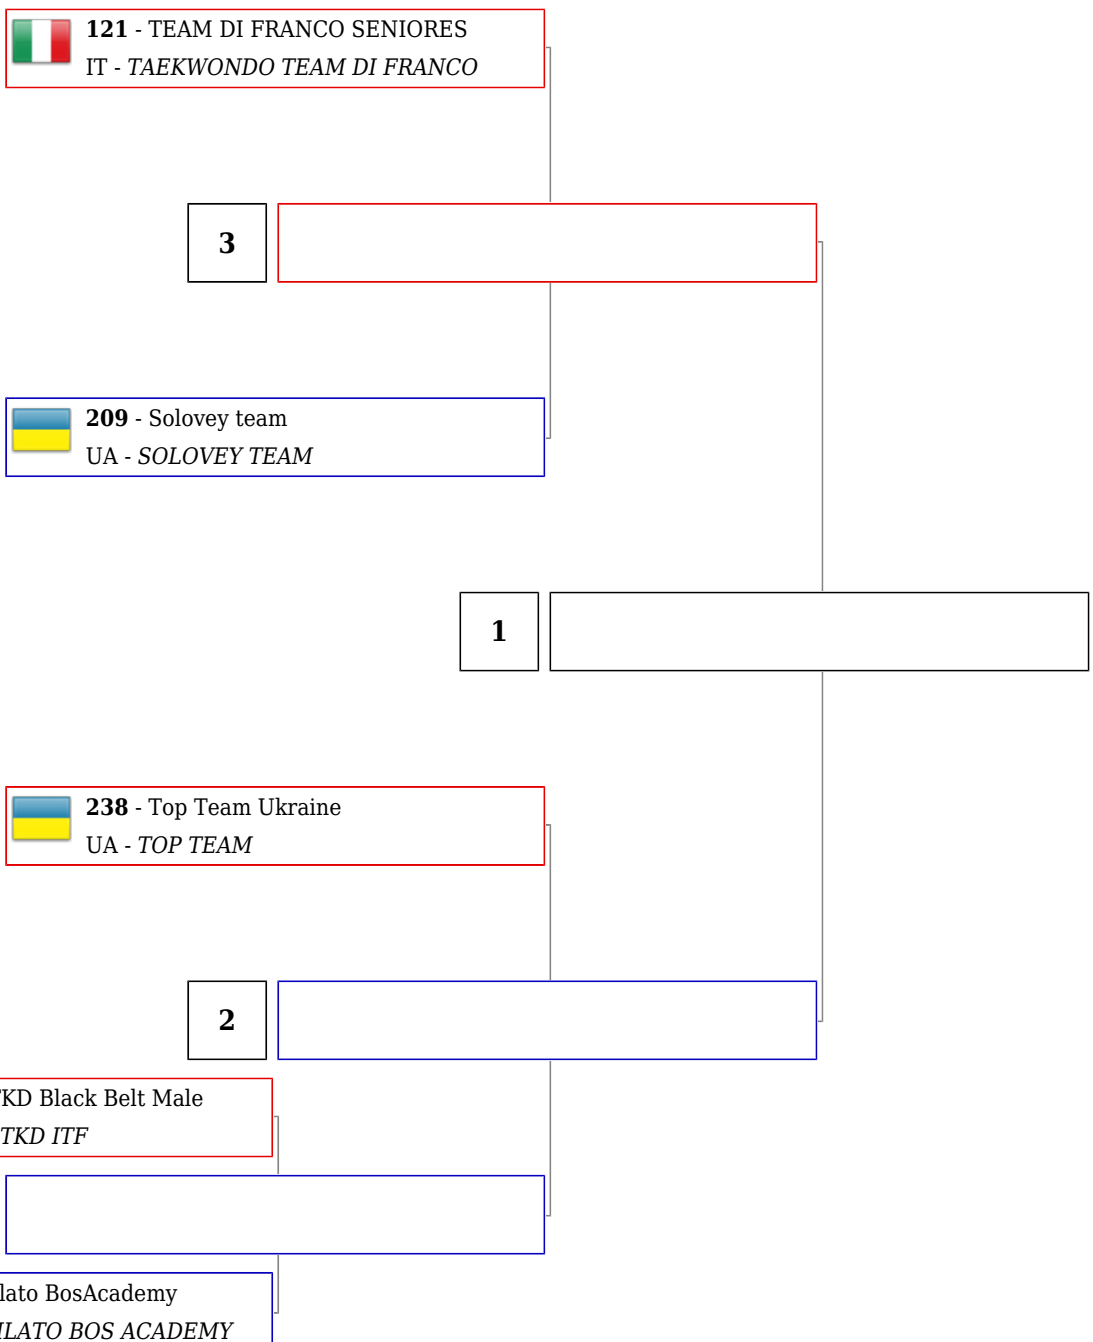 121 - TEAM DI FRANCO SENIORES
IT - TAEKWONDO TEAM DI FRANCO
3
209 - Solovey team
UA - SOLOVEY TEAM
1
238 - Top Team Ukraine
UA - TOP TEAM
2
Black Belt Male
TKD ITF
BosAcademy
BOS ACADEMY